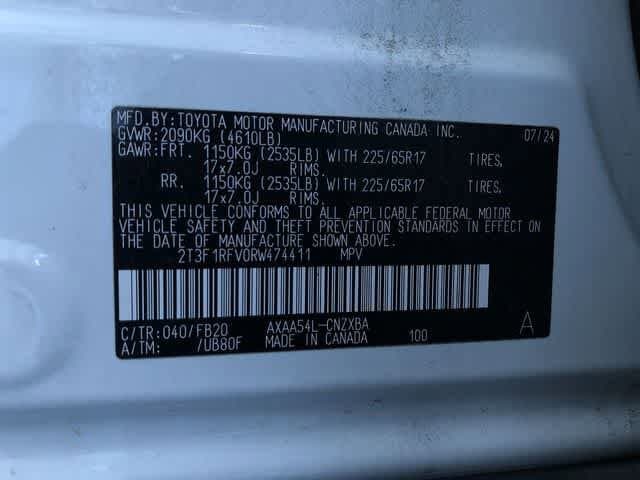 MFD.BY:TOYOTA MOTOR MANUFACTURING CANADA INC. 07/24
GVWR:2090KG (4610LB)
GAWR:FRT. 1150KG (2535LB) WITH 225/65R17 TIRES.
17x7.0J RIMS.
RR. 1150KG (2535LB) WITH 225/65R17 TIRES.
17x7.0J RIMS.
THIS VEHICLE CONFORMS TO ALL APPLICABLE FEDERAL MOTOR
VEHICLE SAFETY AND THEFT PREVENTION STANDARDS IN EFFECT ON
THE DATE OF MANUFACTURE SHOWN ABOVE.
2T3F1RFV0RW474411 MPV
C/TR:040/FB20 AXAA54L-CNZXBA
A/TM: /UB80F MADE IN CANADA 100 A